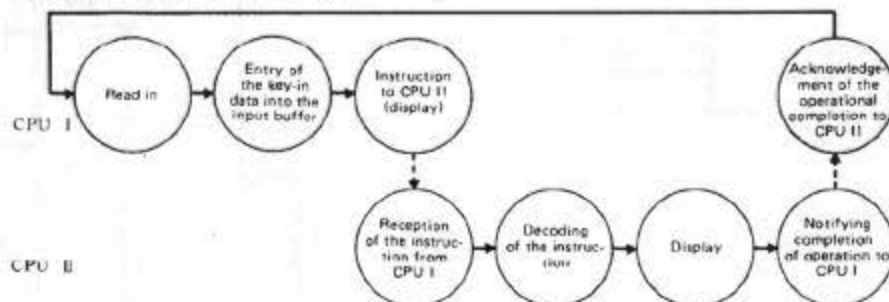 Read in
Entry of
the key-in
data into the
input buffer
Instruction
to CPU II
(display)
Acknowledge-
ment of the
operational
completion to
CPU II
CPU I
Reception
of the instruc-
tion from
CPU I
Decoding
of the instruc-
tion
Display
Notifying
completion
of operation to
CPU I
CPU II